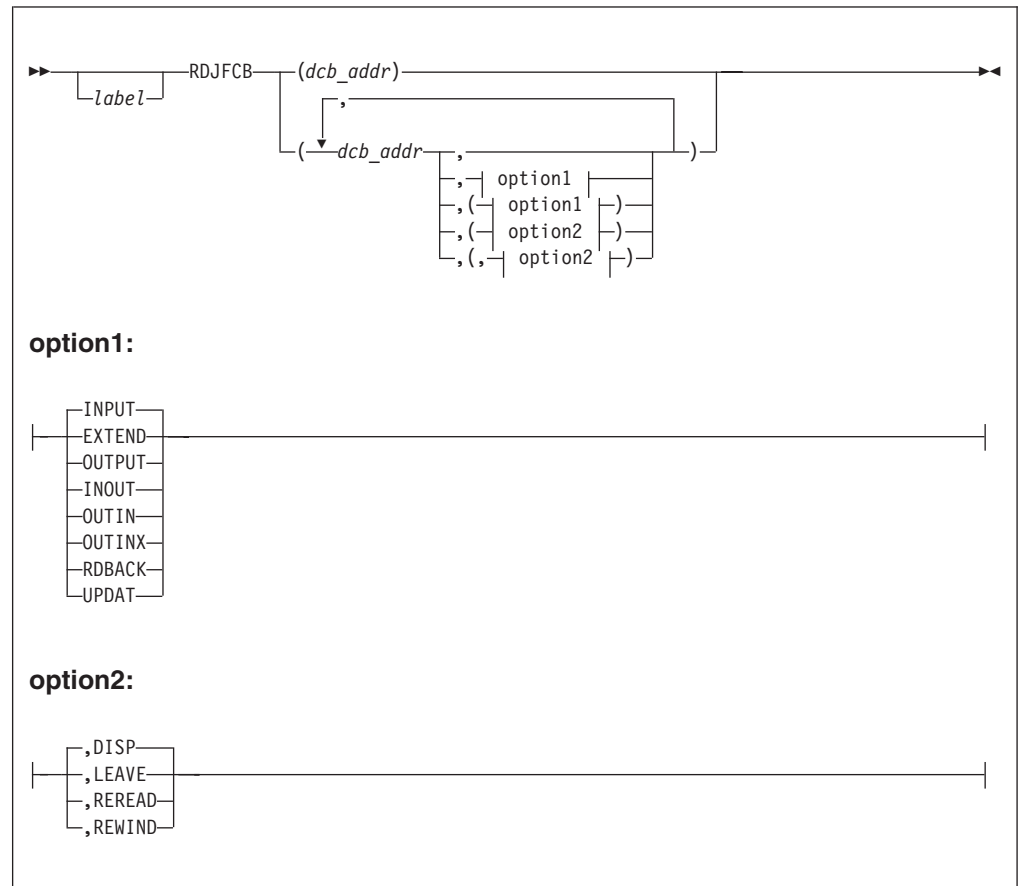 RDJFCB (dcb_addr)
label
,
( dcb_addr , )
, option1
,( option1 )
,( option2 )
,(, option2 )
option1:
INPUT
EXTEND
OUTPUT
INOUT
OUTIN
OUTINX
RDBACK
UPDAT
option2:
,DISP
,LEAVE
,REREAD
,REWIND